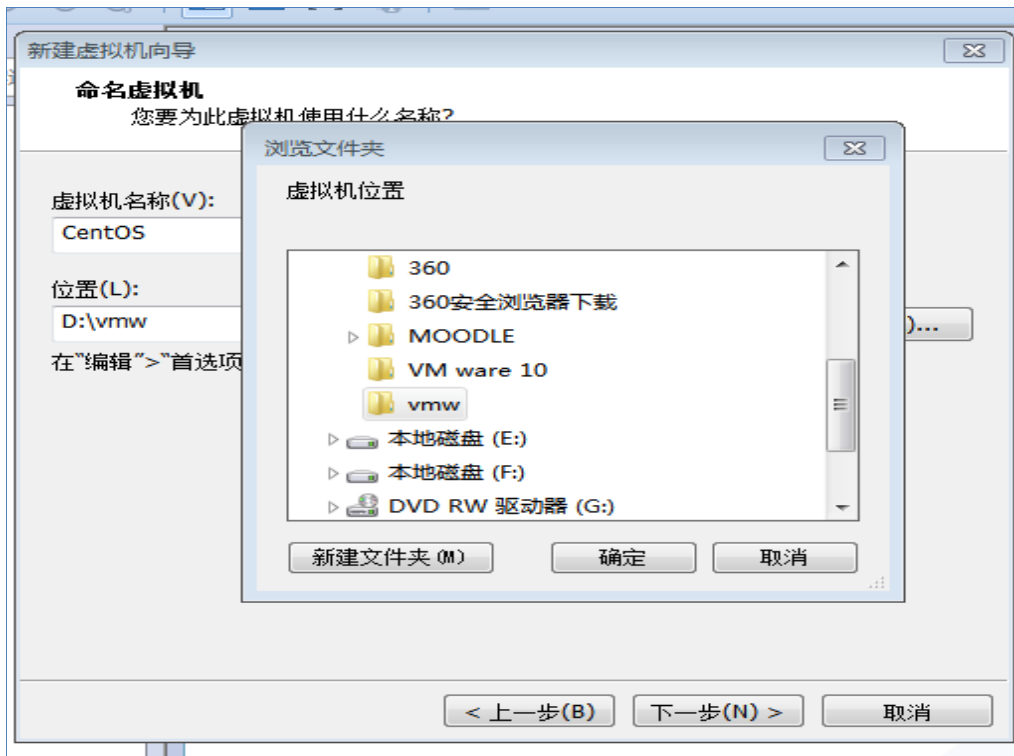 新建虚拟机向导
命名虚拟机
您要为此虚拟机使用什么名称?
浏览文件夹
虚拟机位置
虚拟机名称(V):
CentOS
位置(L):
D:\vmw
)...
在"编辑">"首选项
360
360安全浏览器下载
MOODLE
VM ware 10
vmw
本地磁盘 (E:)
本地磁盘 (F:)
DVD RW 驱动器 (G:)
新建文件夹(M)
确定
取消
< 上一步(B)
下一步(N) >
取消